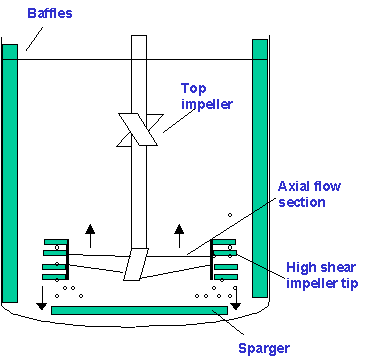 Baffles
Top
impeller
Axial flow
section
High shear
impeller tip
Sparger